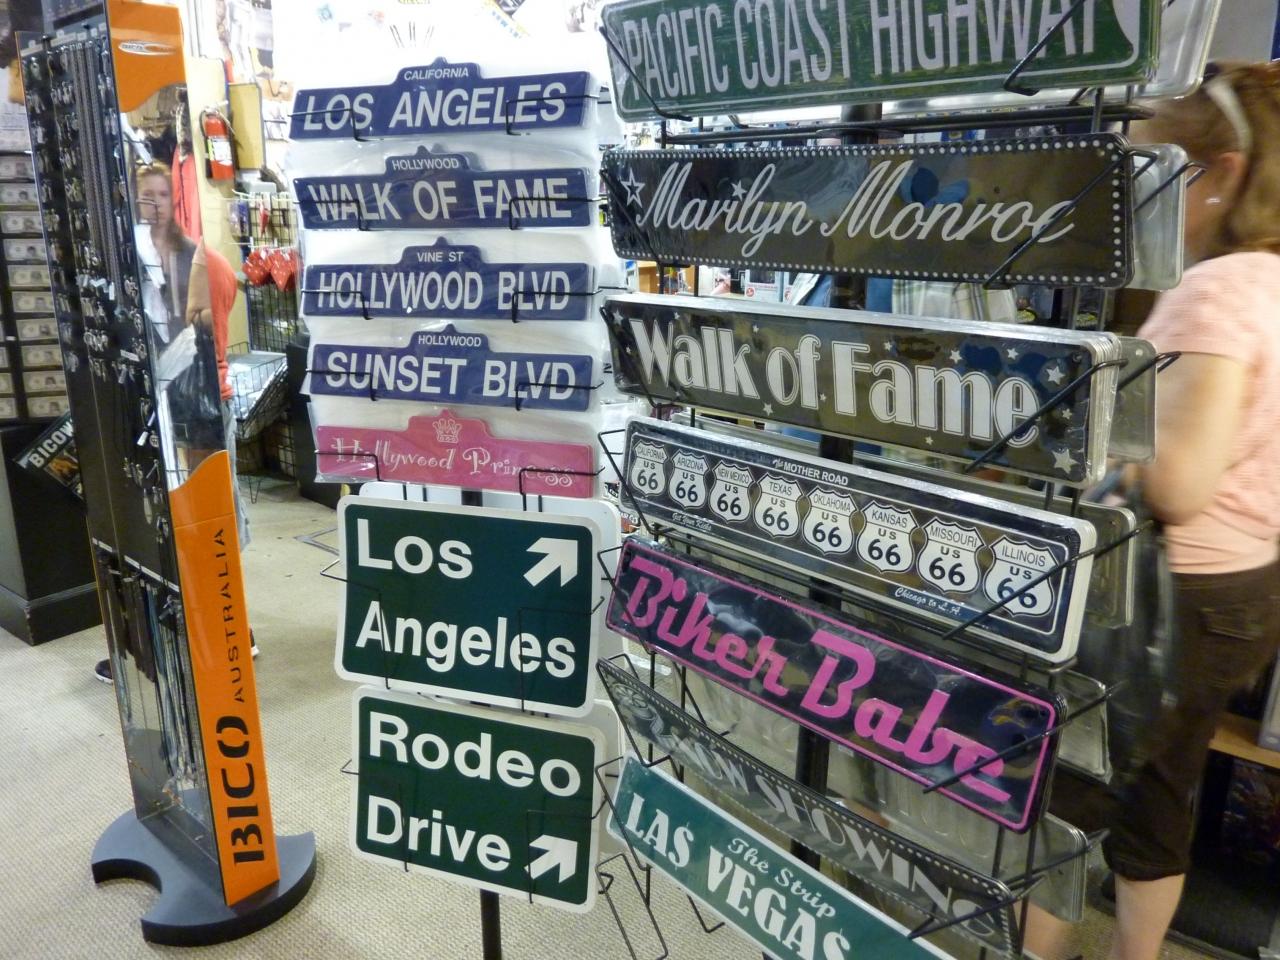 CALIFORNIA
LOS ANGELES
HOLLYWOOD
WALK OF FAME
VINE ST
HOLLYWOOD BLVD
HOLLYWOOD
SUNSET BLVD
Hollywood Princess
Los
Angeles
Rodeo
Drive
PACIFIC COAST HIGHWAY
Marilyn Monroe
Walk of Fame
The MOTHER ROAD
CALIFORNIA
US
66
ARIZONA
US
66
NEW MEXICO
US
66
TEXAS
US
66
OKLAHOMA
US
66
KANSAS
US
66
MISSOURI
US
66
ILLINOIS
US
66
Get Your Kicks
Chicago to L.A.
Biker Babe
NOW SHOWING
The Strip
LAS VEGAS
BICO AUSTRALIA
BICO